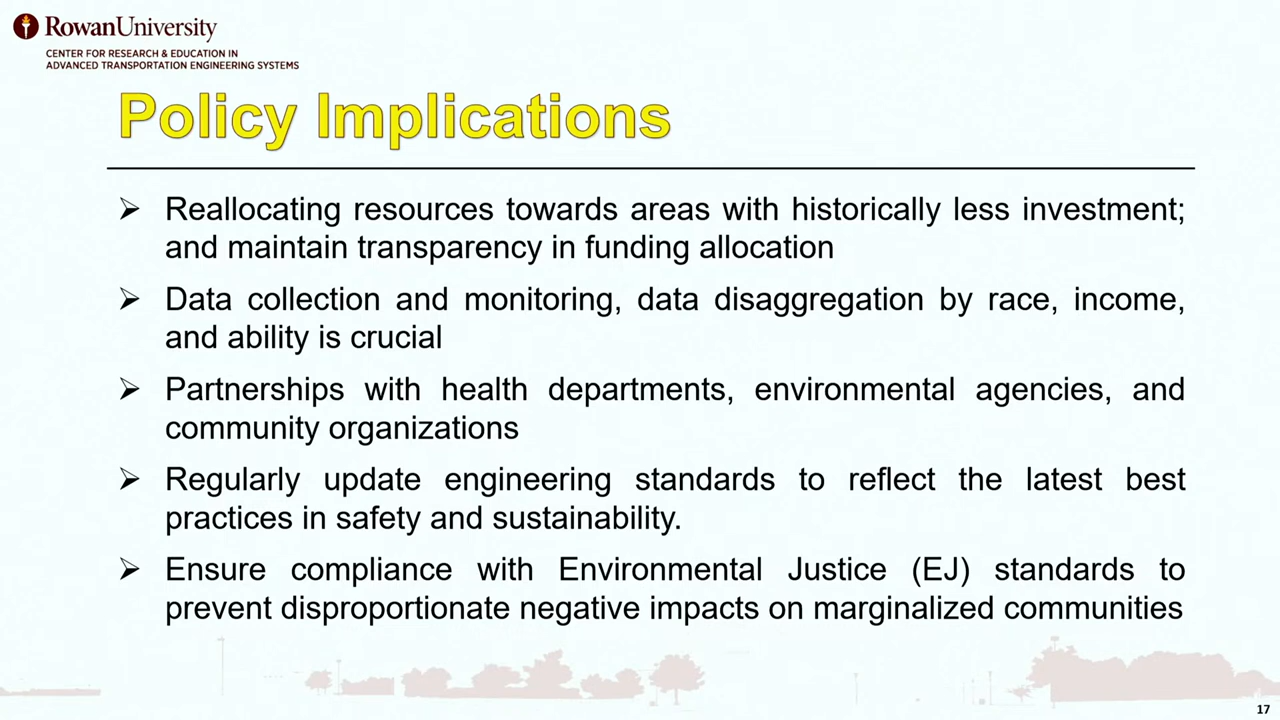 RowanUniversity
CENTER FOR RESEARCH & EDUCATION IN
ADVANCED TRANSPORTATION ENGINEERING SYSTEMS
Policy Implications
➢ Reallocating resources towards areas with historically less investment;
and maintain transparency in funding allocation
➢ Data collection and monitoring, data disaggregation by race, income,
and ability is crucial
➢ Partnerships with health departments, environmental agencies, and
community organizations
➢ Regularly update engineering standards to reflect the latest best
practices in safety and sustainability.
➢ Ensure compliance with Environmental Justice (EJ) standards to
prevent disproportionate negative impacts on marginalized communities
17